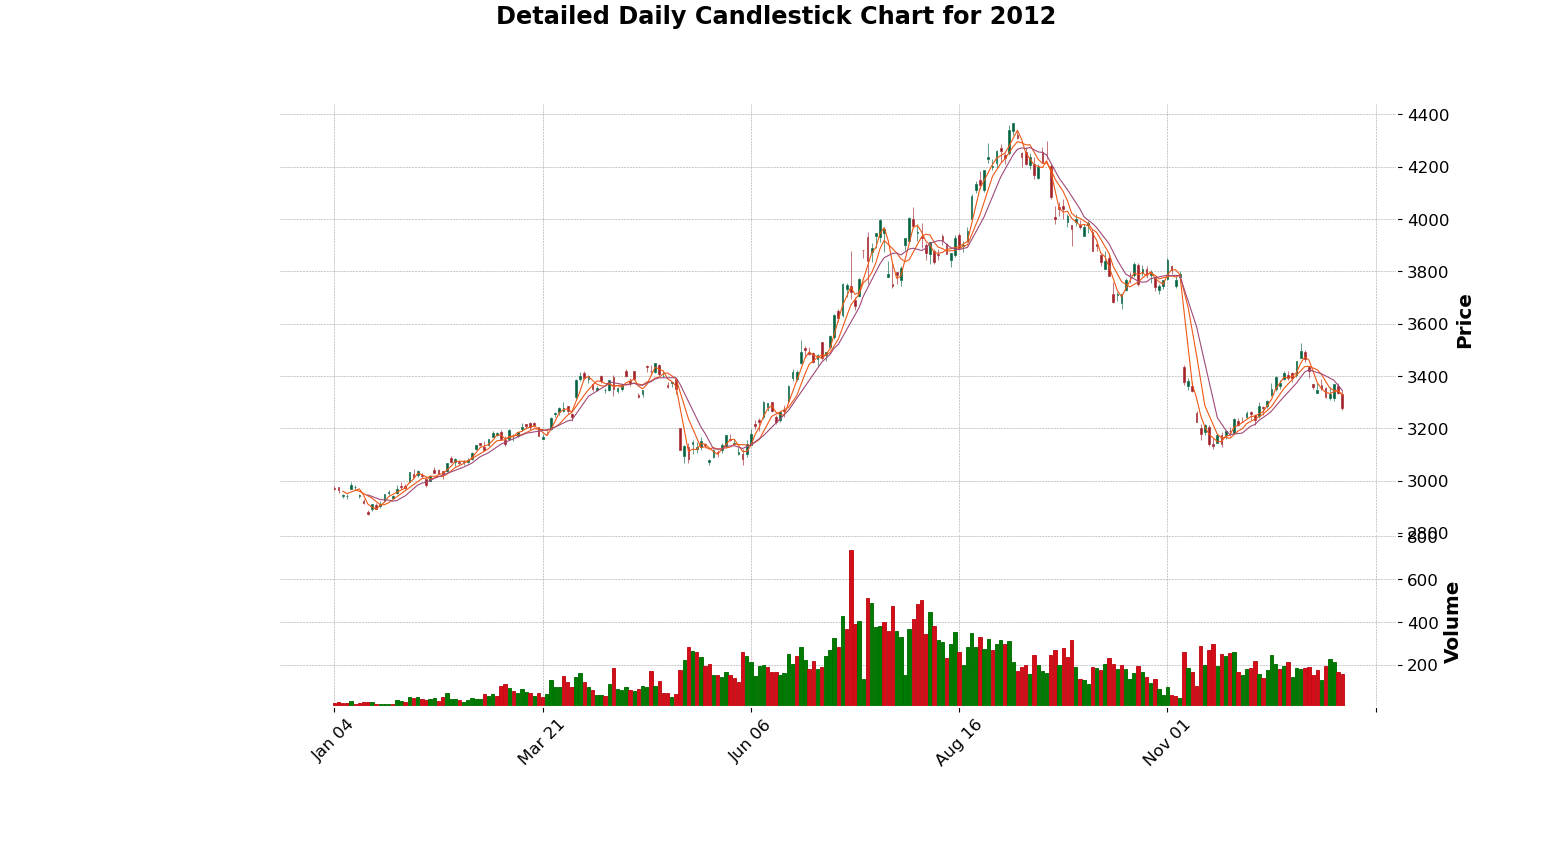 Detailed Daily Candlestick Chart for 2012
4400
4200
4000
3800
3600
3400
3200
3000
2800
Price
800
600
400
200
Volume
Jan 04
Mar 21
Jun 06
Aug 16
Nov 01